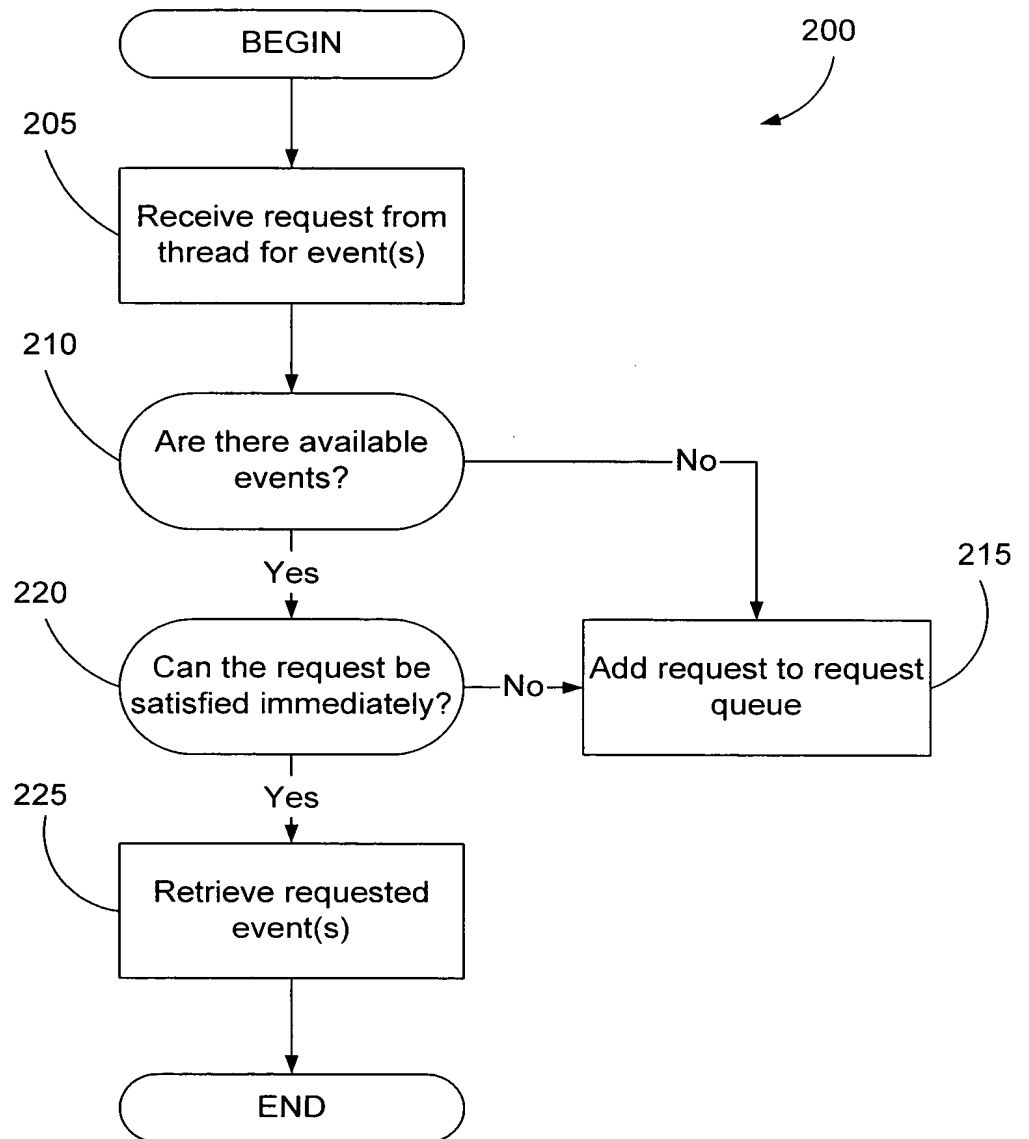 BEGIN
200
205
Receive request from
thread for event(s)
210
Are there available
events?
No
Yes
215
220
Can the request be
satisfied immediately?
No
Add request to request
queue
Yes
225
Retrieve requested
event(s)
END